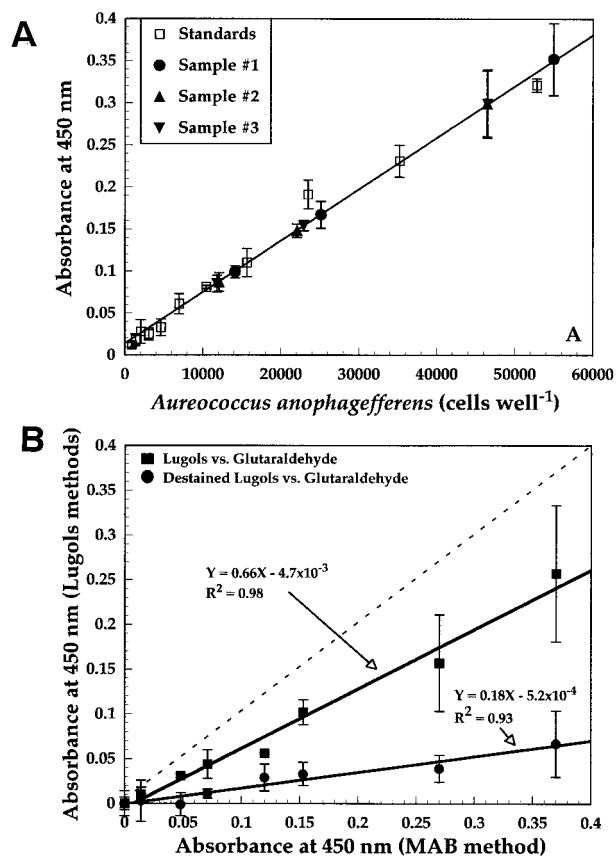 A
Absorbance at 450 nm
0.4
0.35
0.3
0.25
0.2
0.15
0.1
0.05
0
Standards
Sample #1
Sample #2
Sample #3
A
0 10000 20000 30000 40000 50000 60000
Aureococcus anophagefferens (cells well-1)
B
Absorbance at 450 nm (Lugols methods)
0.4
0.35
0.3
0.25
0.2
0.15
0.1
0.05
0
Lugols vs. Glutaraldehyde
Destained Lugols vs. Glutaraldehyde
Y = 0.66X - 4.7x10-3
R2 = 0.98
Y = 0.18X - 5.2x10-4
R2 = 0.93
0 0.05 0.1 0.15 0.2 0.25 0.3 0.35 0.4
Absorbance at 450 nm (MAB method)